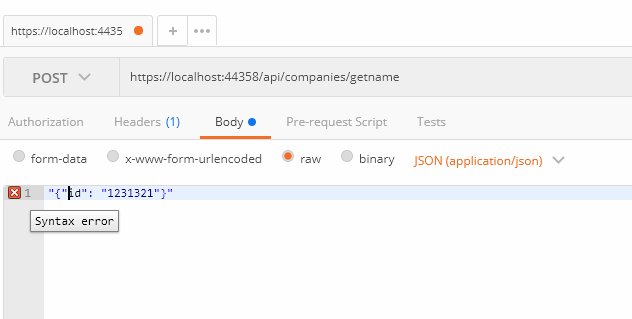 https://localhost:4435
POST https://localhost:44358/api/companies/getname
Authorization Headers (1) Body Pre-request Script Tests
form-data x-www-form-urlencoded raw binary JSON (application/json)
1 "{"id": "1231321"}"
Syntax error